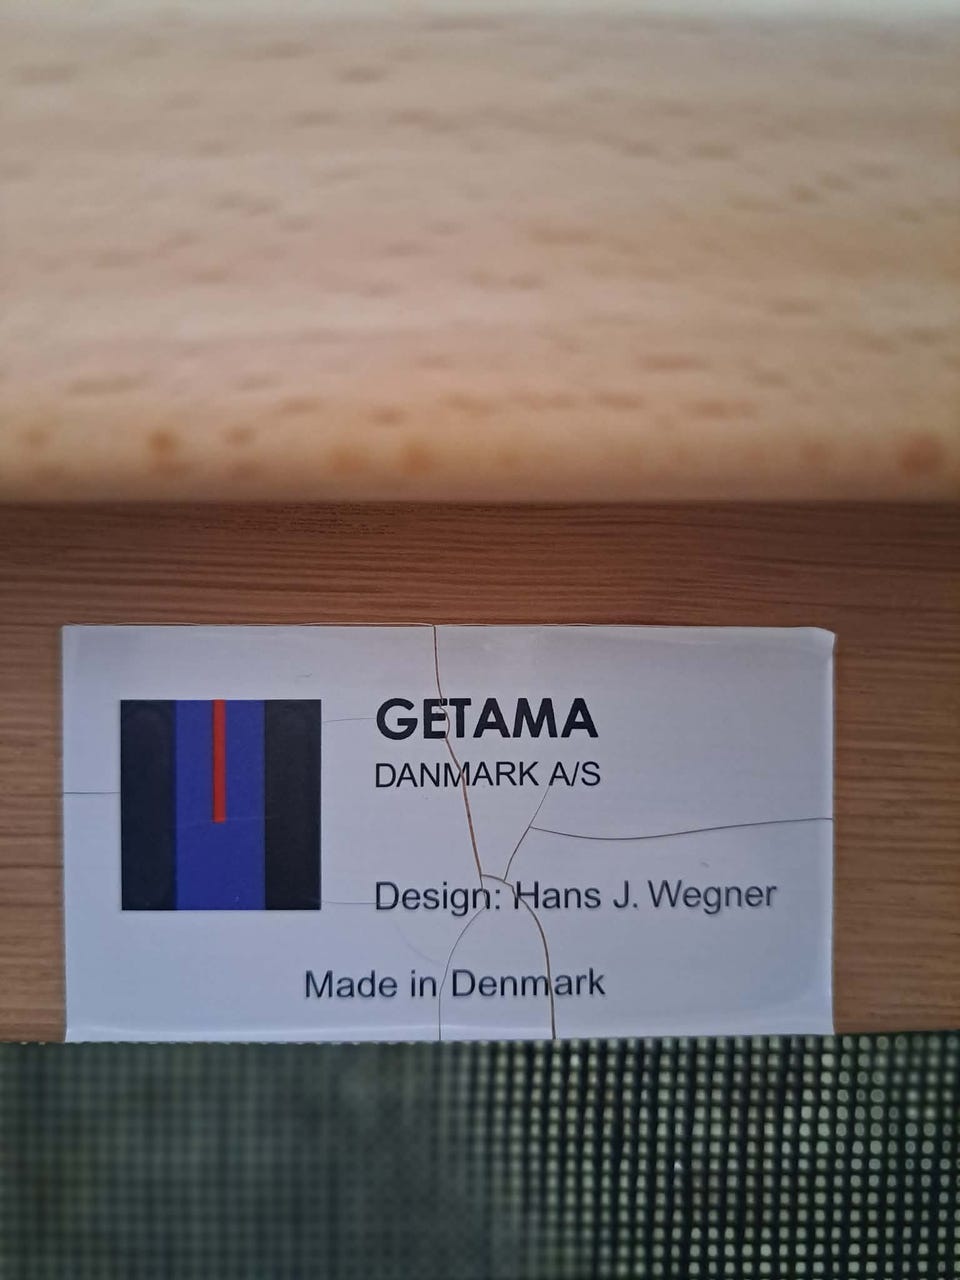 GETAMA
DANMARK A/S
Design: Hans J. Wegner
Made in Denmark